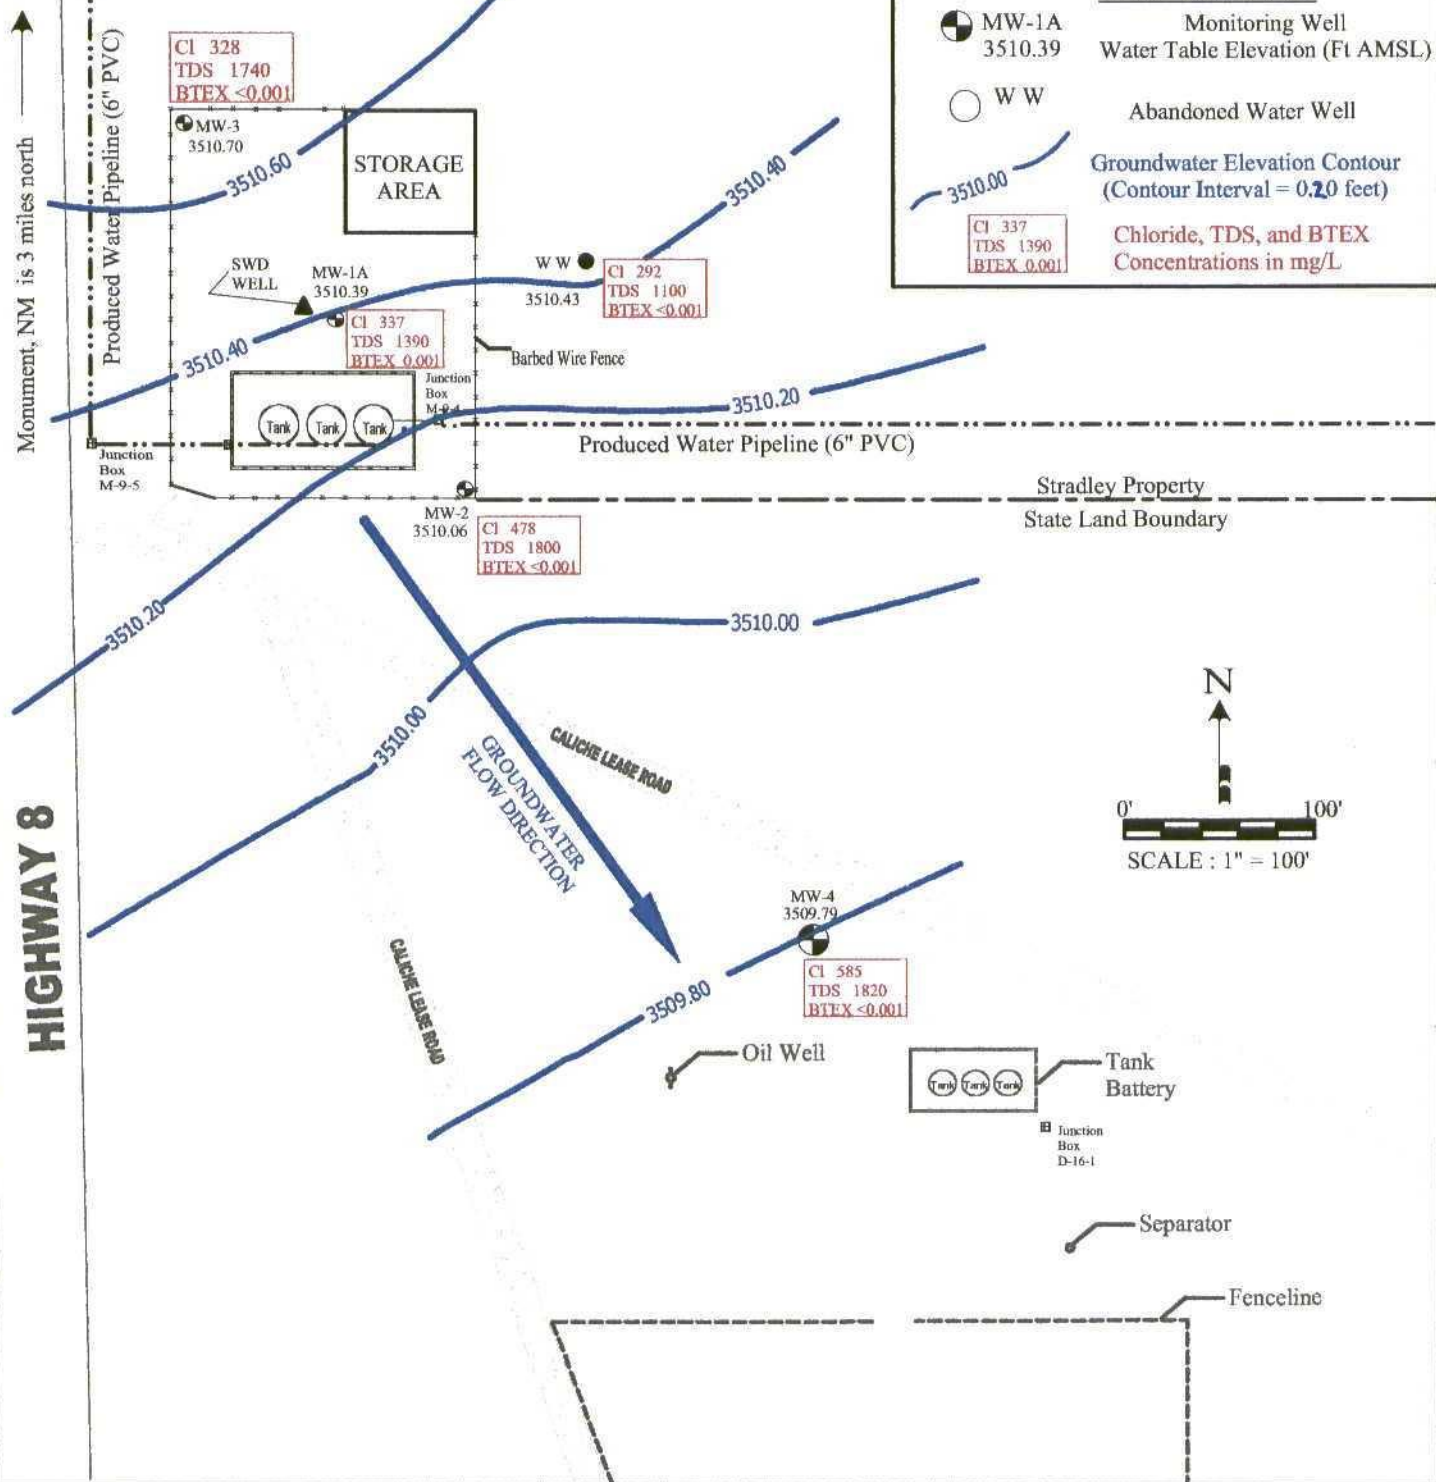 Monument, NM is 3 miles north
Produced Water Pipeline (6" PVC)
Cl 328
TDS 1740
BTEX <0.001
MW-3
3510.70
3510.60
STORAGE
AREA
3510.40
MW-1A
3510.39
Monitoring Well
Water Table Elevation (Ft AMSL)
W W
Abandoned Water Well
3510.00
Groundwater Elevation Contour
(Contour Interval = 0.20 feet)
Cl 337
TDS 1390
BTEX 0.001
Chloride, TDS, and BTEX
Concentrations in mg/L
SWD
WELL
MW-1A
3510.39
W W
3510.43
Cl 292
TDS 1100
BTEX <0.001
Cl 337
TDS 1390
BTEX 0.001
3510.40
Barbed Wire Fence
Junction
Box
M-9-4
3510.20
Tank
Tank
Tank
Produced Water Pipeline (6" PVC)
Junction
Box
M-9-5
Stradley Property
State Land Boundary
MW-2
3510.06
Cl 478
TDS 1800
BTEX <0.001
3510.20
3510.00
3510.00
GROUNDWATER
FLOW DIRECTION
CALICHE LEASE ROAD
N
0' 100'
SCALE : 1" = 100'
HIGHWAY 8
CALICHE LEASE ROAD
MW-4
3509.79
Cl 585
TDS 1820
BTEX <0.001
3509.80
Oil Well
Tank
Tank
Tank
Tank
Battery
Junction
Box
D-16-1
Separator
Fenceline